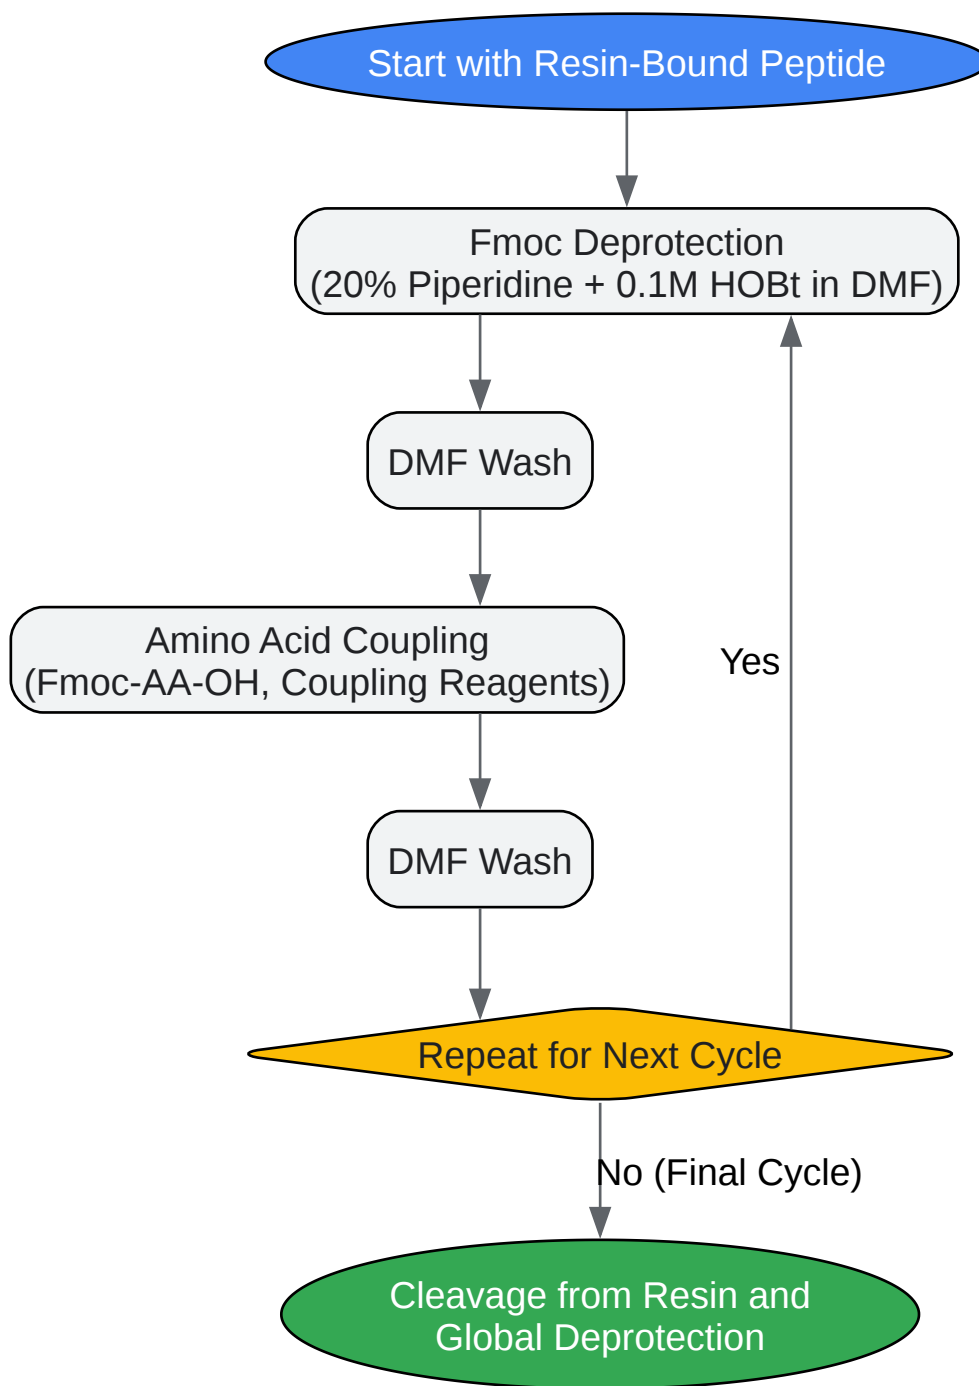 Start with Resin-Bound Peptide
Fmoc Deprotection
(20% Piperidine + 0.1M HOBt in DMF)
DMF Wash
Amino Acid Coupling
(Fmoc-AA-OH, Coupling Reagents)
Yes
DMF Wash
Repeat for Next Cycle
No (Final Cycle)
Cleavage from Resin and
Global Deprotection